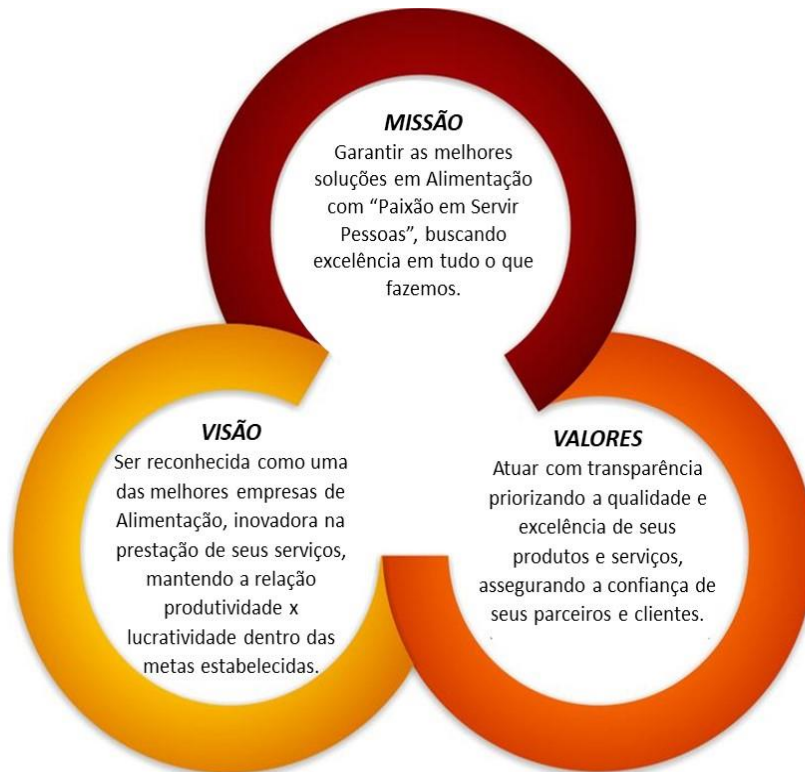 MISSÃO
Garantir as melhores
soluções em Alimentação
com “Paixão em Servir
Pessoas”, buscando
excelência em tudo o que
fazemos.
VISÃO
Ser reconhecida como uma
das melhores empresas de
Alimentação, inovadora na
prestação de seus serviços,
mantendo a relação
produtividade x
lucratividade dentro das
metas estabelecidas.
VALORES
Atuar com transparência
priorizando a qualidade e
excelência de seus
produtos e serviços,
assegurando a confiança de
seus parceiros e clientes.